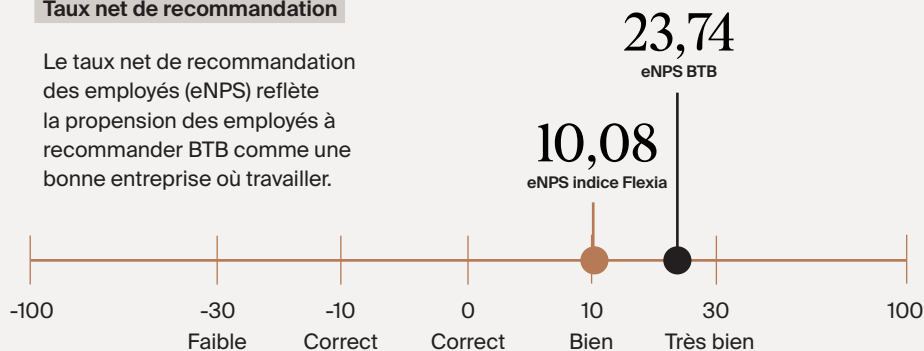 Taux net de recommandation
Le taux net de recommandation
des employés (eNPS) reflète
la propension des employés à
recommander BTB comme une
bonne entreprise où travailler.
23,74
eNPS BTB
10,08
eNPS indice Flexia
-100 -30 -10 0 10 30 100
Faible Correct Correct Bien Très bien